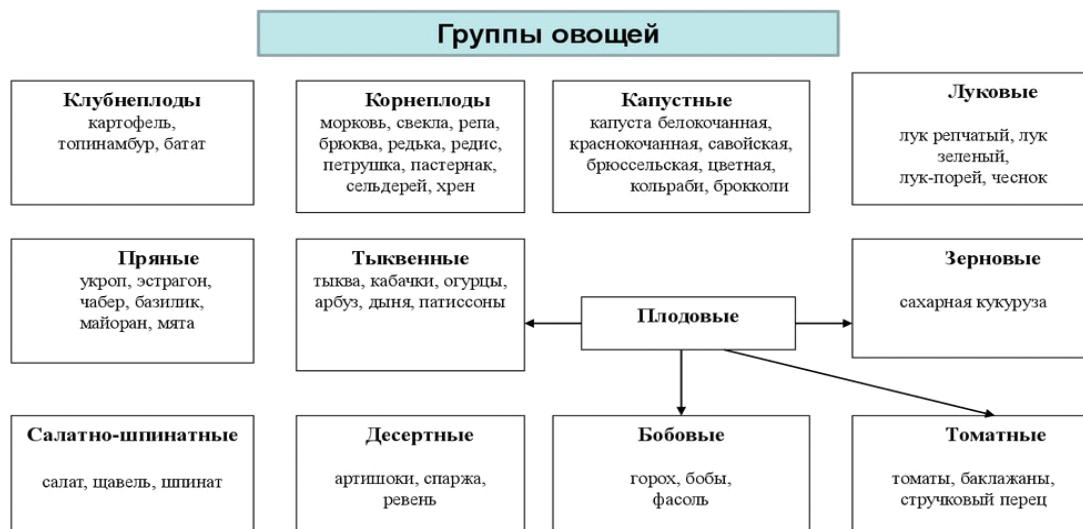 Группы овощей
Клубнеплоды
картофель,
топинамбур, батат
Корнеплоды
морковь, свекла, репа,
брюква, редька, редис,
петрушка, пастернак,
сельдерей, хрен
Капустные
капуста белокочанная,
краснокочанная, савойская,
брюссельская, цветная,
кольраби, брокколи
Луковые
лук репчатый, лук
зеленый,
лук-порей, чеснок
Пряные
укроп, эстрагон,
чабер, базилик,
майоран, мята
Тыквенные
тыква, кабачки, огурцы,
арбуз, дыня, патиссоны
Плодовые
Зерновые
сахарная кукуруза
Салатно-шпинатные
салат, щавель, шпинат
Десертные
артишоки, спаржа,
ревень
Бобовые
горох, бобы,
фасоль
Томатные
томаты, баклажаны,
стручковый перец